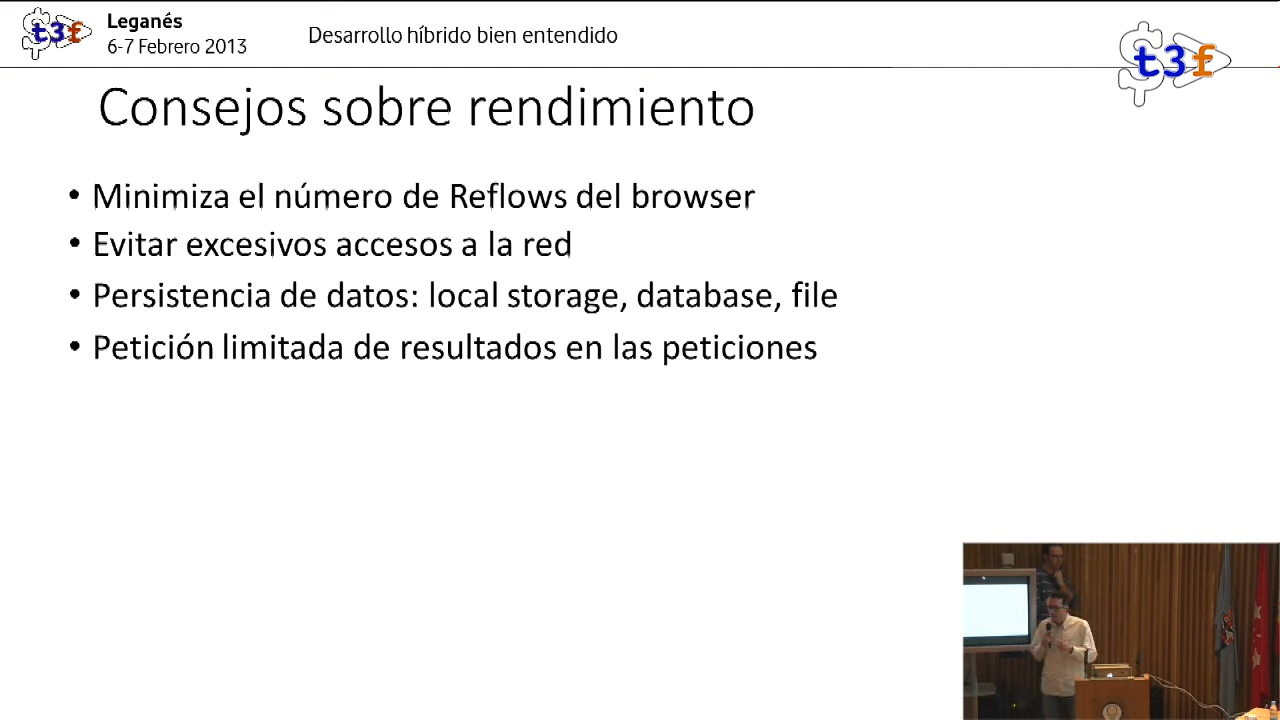 t3f
Leganés
6-7 Febrero 2013
Desarrollo híbrido bien entendido
t3f
Consejos sobre rendimiento
• Minimiza el número de Reflows del browser
• Evitar excesivos accesos a la red
• Persistencia de datos: local storage, database, file
• Petición limitada de resultados en las peticiones